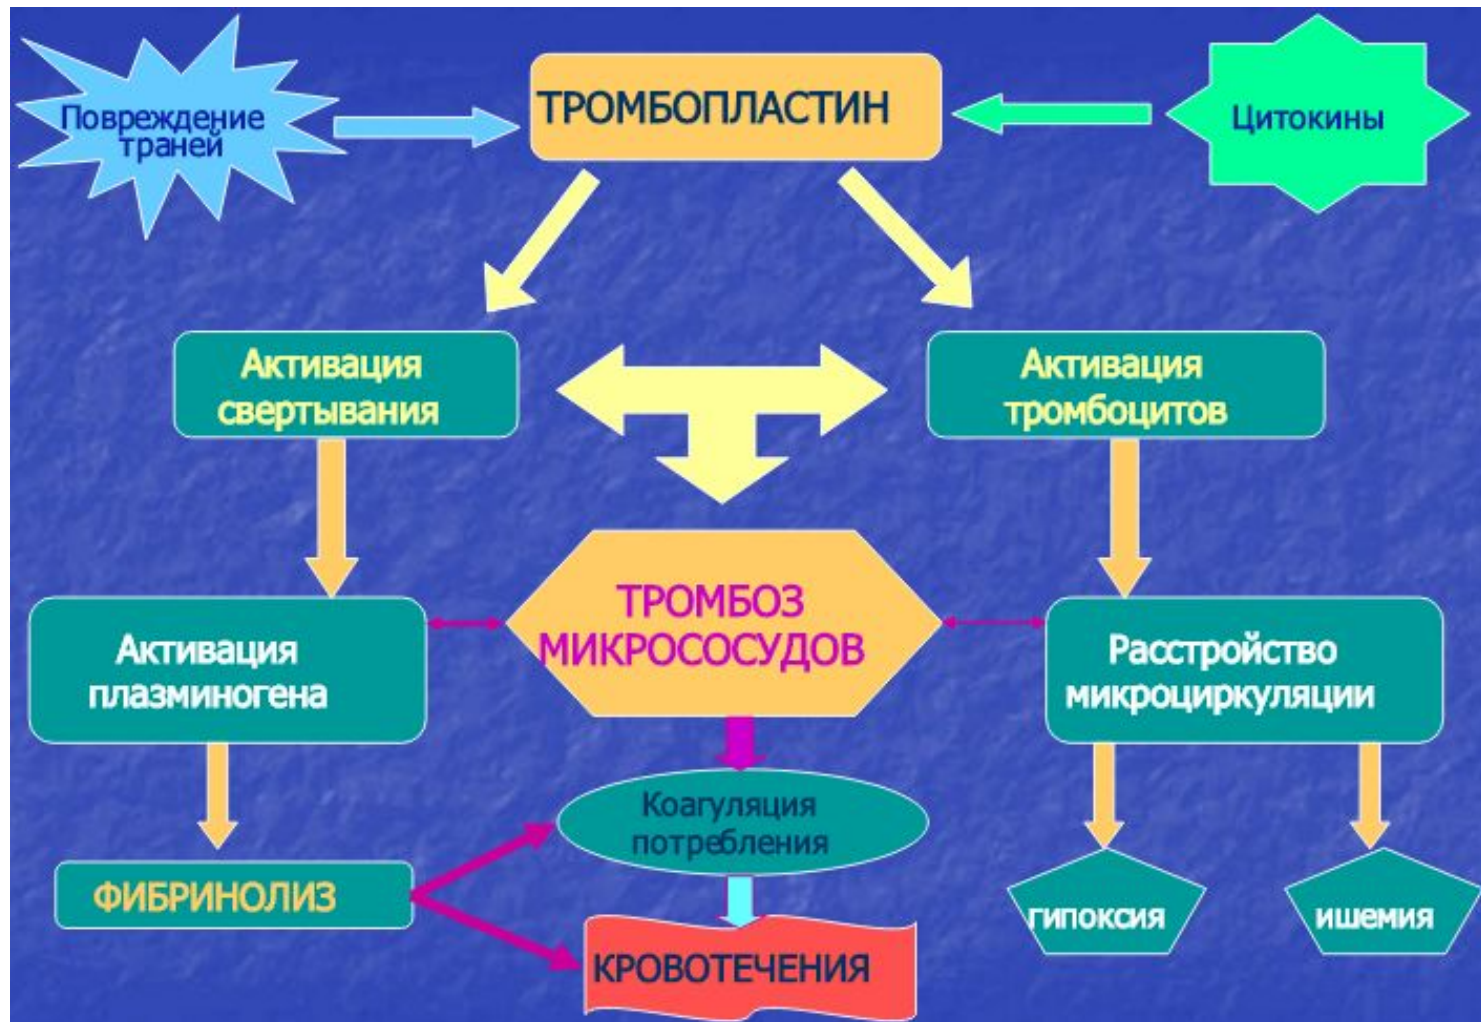 Повреждение
траней
ТРОМБОПЛАСТИН
Цитокины
Активация
свертывания
Активация
тромбоцитов
ТРОМБОЗ
МИКРОСОСУДОВ
Активация
плазминогена
Расстройство
микроциркуляции
Коагуляция
потребления
ФИБРИНОЛИЗ
гипоксия
ишемия
КРОВОТЕЧЕНИЯ